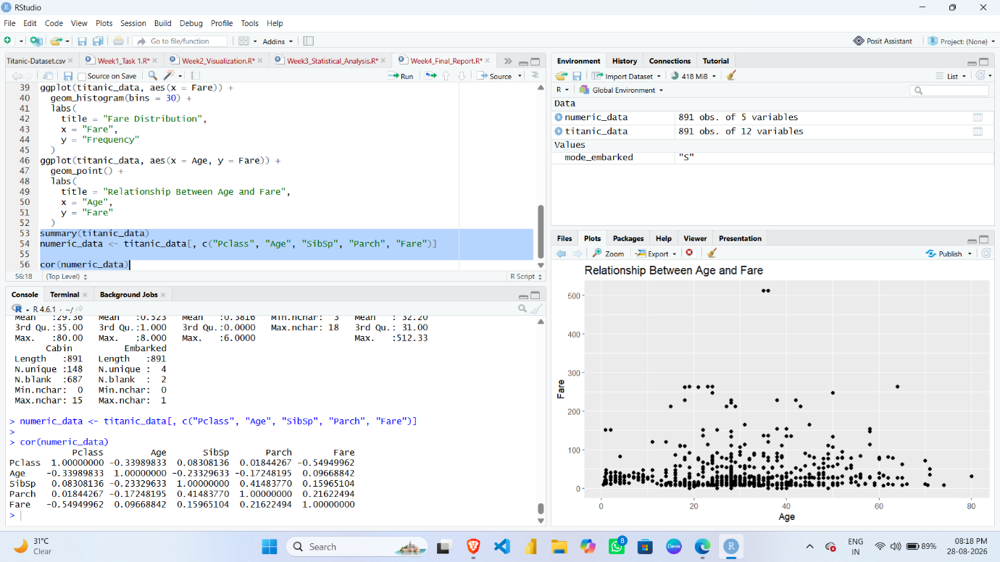 RStudio
File Edit Code View Plots Session Build Debug Profile Tools Help
Go to file/function Addins Posit Assistant Project: (None)
Titanic-Dataset.csv Week1_Task 1.R* Week2_Visualization.R* Week3_Statistical_Analysis.R* Week4_Final_Report.R*
Source on Save Run Source
39 ggplot(titanic_data, aes(x = Fare)) +
40 geom_histogram(bins = 30) +
41 labs(
42 title = "Fare Distribution",
43 x = "Fare",
44 y = "Frequency"
45 )
46 ggplot(titanic_data, aes(x = Age, y = Fare)) +
47 geom_point() +
48 labs(
49 title = "Relationship Between Age and Fare",
50 x = "Age",
51 y = "Fare"
52 )
53 summary(titanic_data)
54 numeric_data <- titanic_data[, c("Pclass", "Age", "SibSp", "Parch", "Fare")]
55
56 cor(numeric_data)
56:18 (Top Level) R Script
Console Terminal Background Jobs
R 4.6.1 · ~/
Mean :29.36 Mean :0.523 Mean :0.3816 Min.nchar: 3 Mean : 32.20
3rd Qu.:35.00 3rd Qu.:1.000 3rd Qu.:0.0000 Max.nchar: 18 3rd Qu.: 31.00
Max. :80.00 Max. :8.000 Max. :6.0000 Max. :512.33
Cabin Embarked
Length :891 Length :891
N.unique :148 N.unique : 4
N.blank :687 N.blank : 2
Min.nchar: 0 Min.nchar: 0
Max.nchar: 15 Max.nchar: 1
> numeric_data <- titanic_data[, c("Pclass", "Age", "SibSp", "Parch", "Fare")]
>
> cor(numeric_data)
Pclass Age SibSp Parch Fare
Pclass 1.00000000 -0.33989833 0.08308136 0.01844267 -0.54949962
Age -0.33989833 1.00000000 -0.23329633 -0.17248195 0.09668842
SibSp 0.08308136 -0.23329633 1.00000000 0.41483770 0.15965104
Parch 0.01844267 -0.17248195 0.41483770 1.00000000 0.21622494
Fare -0.54949962 0.09668842 0.15965104 0.21622494 1.00000000
>
Environment History Connections Tutorial
Import Dataset 418 MiB List
R Global Environment
Data
numeric_data 891 obs. of 5 variables
titanic_data 891 obs. of 12 variables
Values
mode_embarked "S"
Files Plots Packages Help Viewer Presentation
Zoom Export Publish
Relationship Between Age and Fare
500
400
300
200
100
0
Fare
0 20 40 60 80
Age
31°C
Clear
Search
8
ENG
IN
89%
08:18 PM
28-08-2026